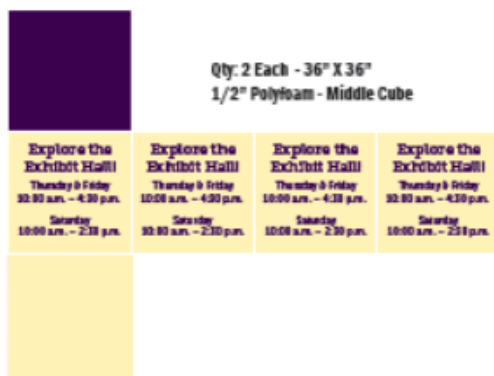 Qty: 2 Each - 36" X 36"
1/2" Polyfoam - Middle Cube
Explore the
Exhibit Hall!
Thursday & Friday
10:00 a.m. – 4:30 p.m.
Saturday
10:00 a.m. – 2:30 p.m.
Explore the
Exhibit Hall!
Thursday & Friday
10:00 a.m. – 4:30 p.m.
Saturday
10:00 a.m. – 2:30 p.m.
Explore the
Exhibit Hall!
Thursday & Friday
10:00 a.m. – 4:30 p.m.
Saturday
10:00 a.m. – 2:30 p.m.
Explore the
Exhibit Hall!
Thursday & Friday
10:00 a.m. – 4:30 p.m.
Saturday
10:00 a.m. – 2:30 p.m.